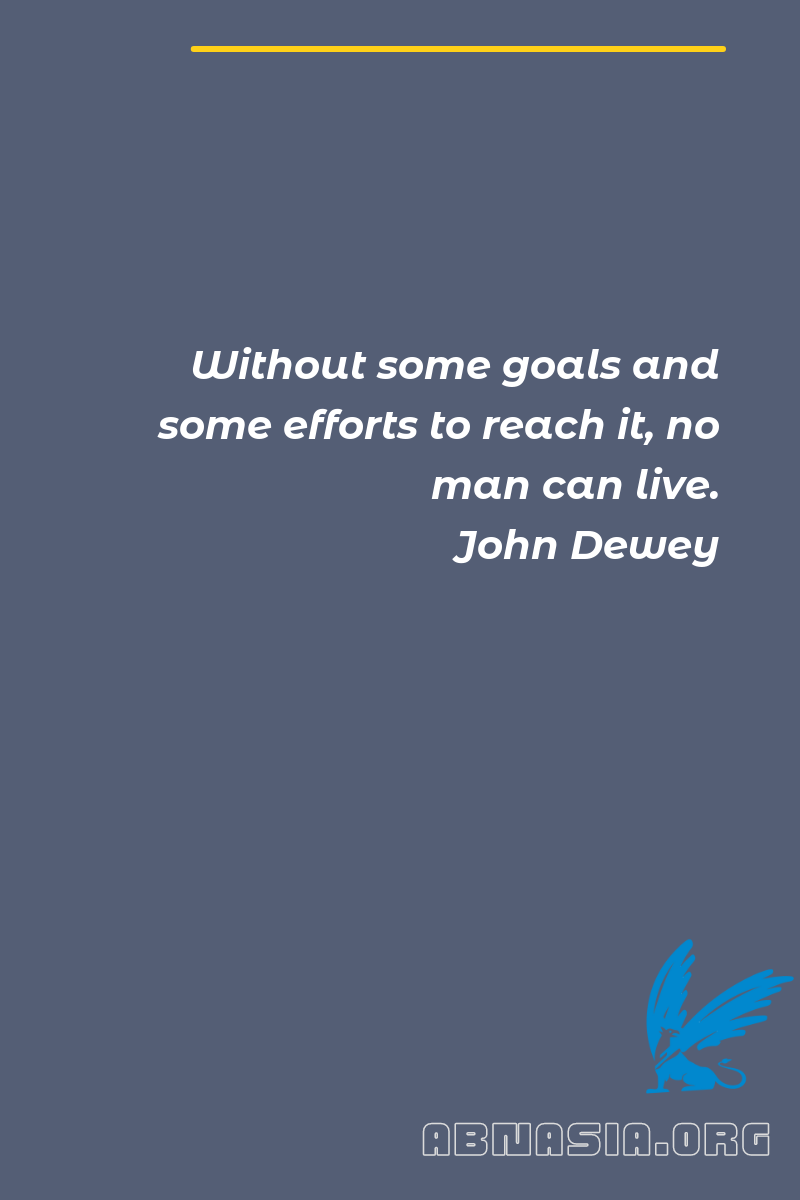 Without some goals and
some efforts to reach it, no
man can live.
John Dewey
ABNASIA.ORG